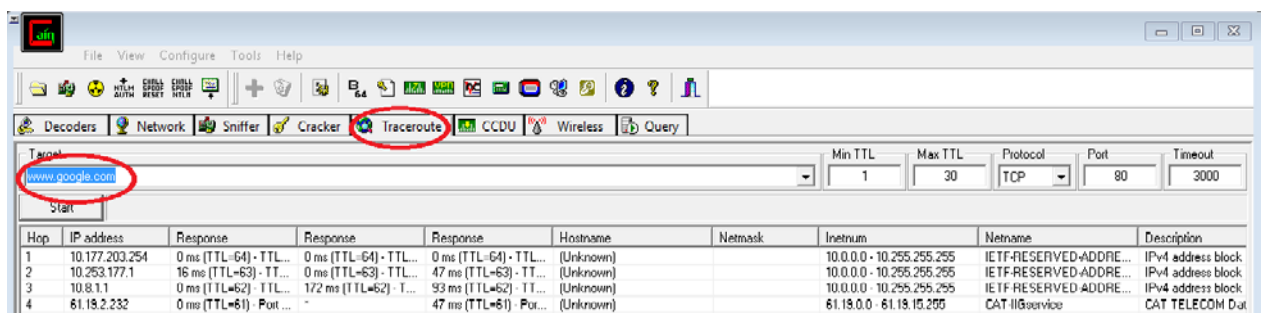 Cain
File View Configure Tools Help
NTLM AUTH CHALL SPOOF RESET CHALL SPOOF NTLM B64
Decoders Network Sniffer Cracker Traceroute CCDU Wireless Query
Target Min TTL Max TTL Protocol Port Timeout
www.google.com 1 30 TCP 80 3000
Start
Hop IP address Response Response Response Hostname Netmask Inetnum Netname Description
1 10.177.203.254 0 ms (TTL=64) - TTL... 0 ms (TTL=64) - TTL... 0 ms (TTL=64) - TTL... (Unknown) 10.0.0.0 - 10.255.255.255 IETF-RESERVED-ADDRE... IPv4 address block
2 10.253.177.1 16 ms (TTL=63) - TT... 0 ms (TTL=63) - TTL... 47 ms (TTL=63) - TT... (Unknown) 10.0.0.0 - 10.255.255.255 IETF-RESERVED-ADDRE... IPv4 address block
3 10.8.1.1 0 ms (TTL=62) - TTL... 172 ms (TTL=62) - T... 93 ms (TTL=62) - TT... (Unknown) 10.0.0.0 - 10.255.255.255 IETF-RESERVED-ADDRE... IPv4 address block
4 61.19.2.232 0 ms (TTL=61) - Port ... * 47 ms (TTL=61) - Por... (Unknown) 61.19.0.0 - 61.19.15.255 CAT-IIGservice CAT TELECOM Dat